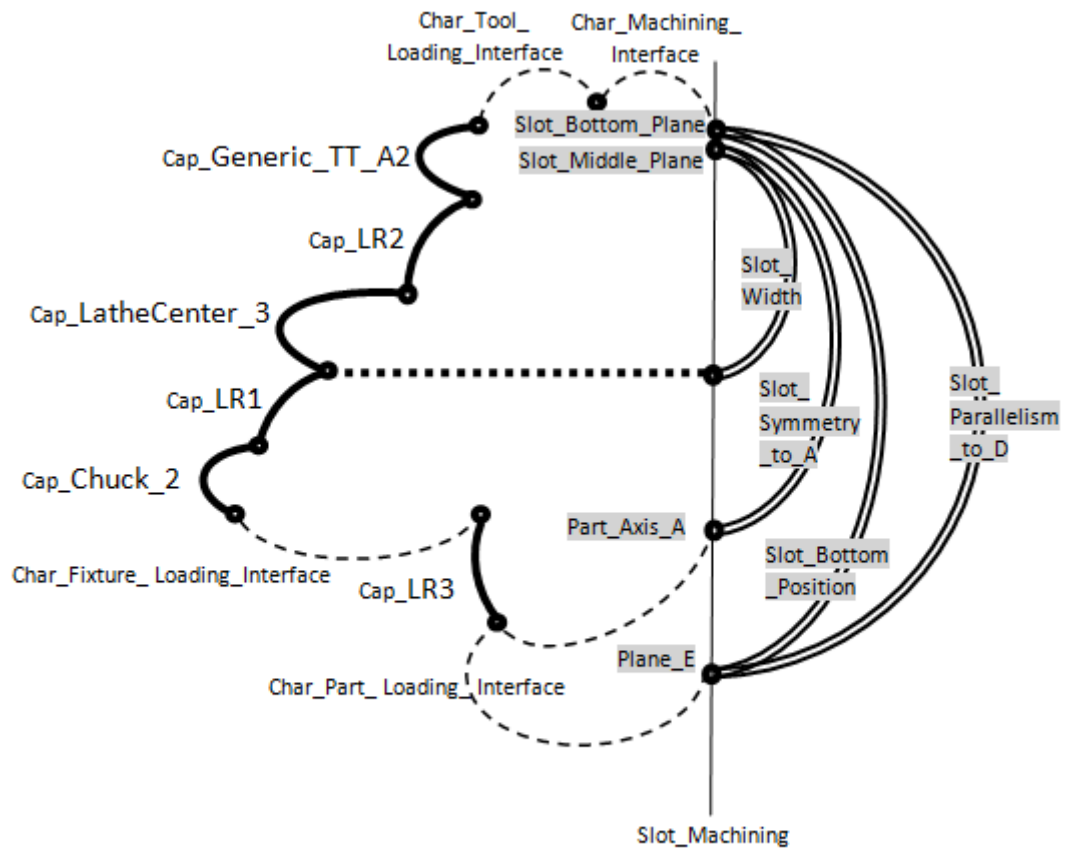 Char_Tool_
Loading_Interface
Char_Machining_
Interface
Slot_Bottom_Plane
Cap_Generic_TT_A2
Slot_Middle_Plane
Cap_LR2
Slot_
Width
Cap_LatheCenter_3
Cap_LR1
Slot_
Symmetry
_to_A
Slot_
Parallelism
_to_D
Cap_Chuck_2
Part_Axis_A
Char_Fixture_ Loading_Interface
Slot_Bottom
_Position
Cap_LR3
Plane_E
Char_Part_ Loading_ Interface
Slot_Machining